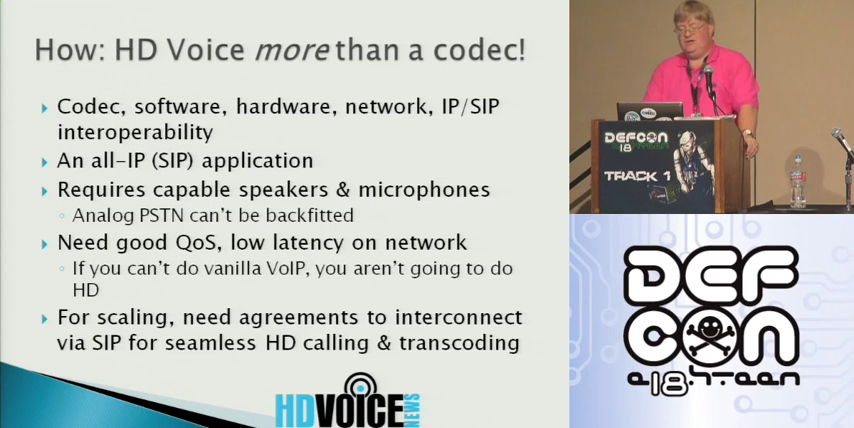 How: HD Voice more than a codec!
Codec, software, hardware, network, IP/SIP
interoperability
An all-IP (SIP) application
Requires capable speakers & microphones
Analog PSTN can't be backfitted
Need good QoS, low latency on network
If you can't do vanilla VoIP, you aren't going to do
HD
For scaling, need agreements to interconnect
via SIP for seamless HD calling & transcoding
HDVOICE NEWS
DEFCON
18
TRACK 1
DEF
CON
e.18.h-teen